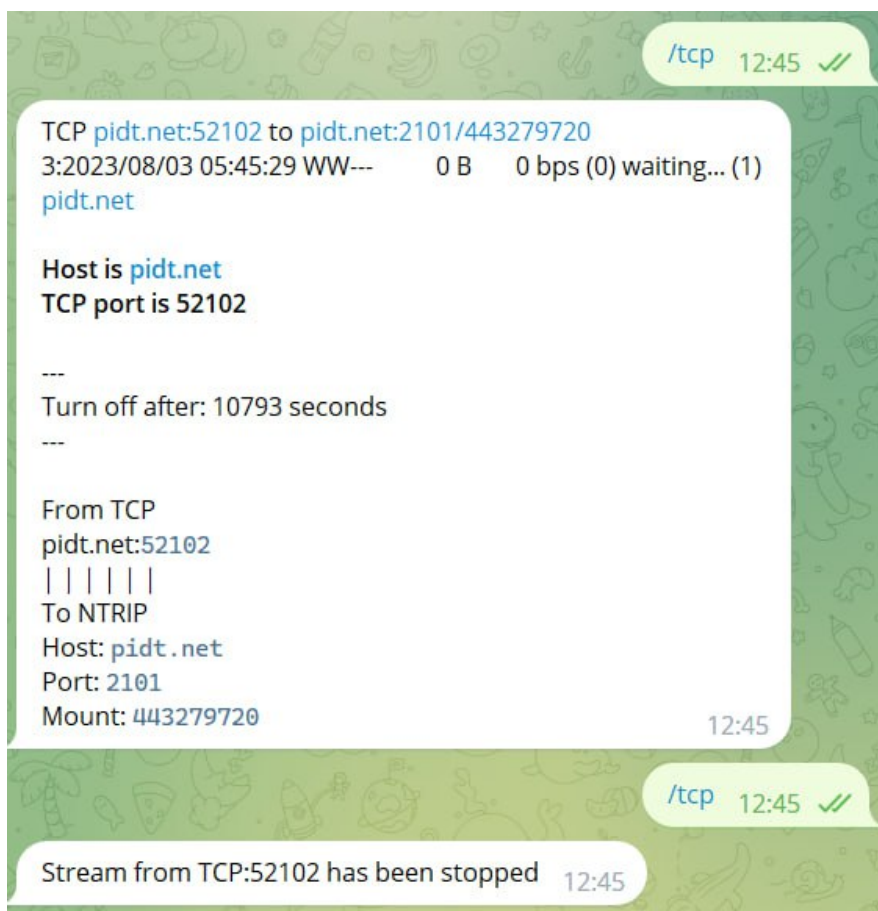 /tcp 12:45
TCP pidt.net:52102 to pidt.net:2101/443279720
3:2023/08/03 05:45:29 WW--- 0 B 0 bps (0) waiting... (1)
pidt.net
Host is pidt.net
TCP port is 52102
---
Turn off after: 10793 seconds
---
From TCP
pidt.net:52102
| | | | | |
To NTRIP
Host: pidt.net
Port: 2101
Mount: 443279720
12:45
/tcp 12:45
Stream from TCP:52102 has been stopped 12:45